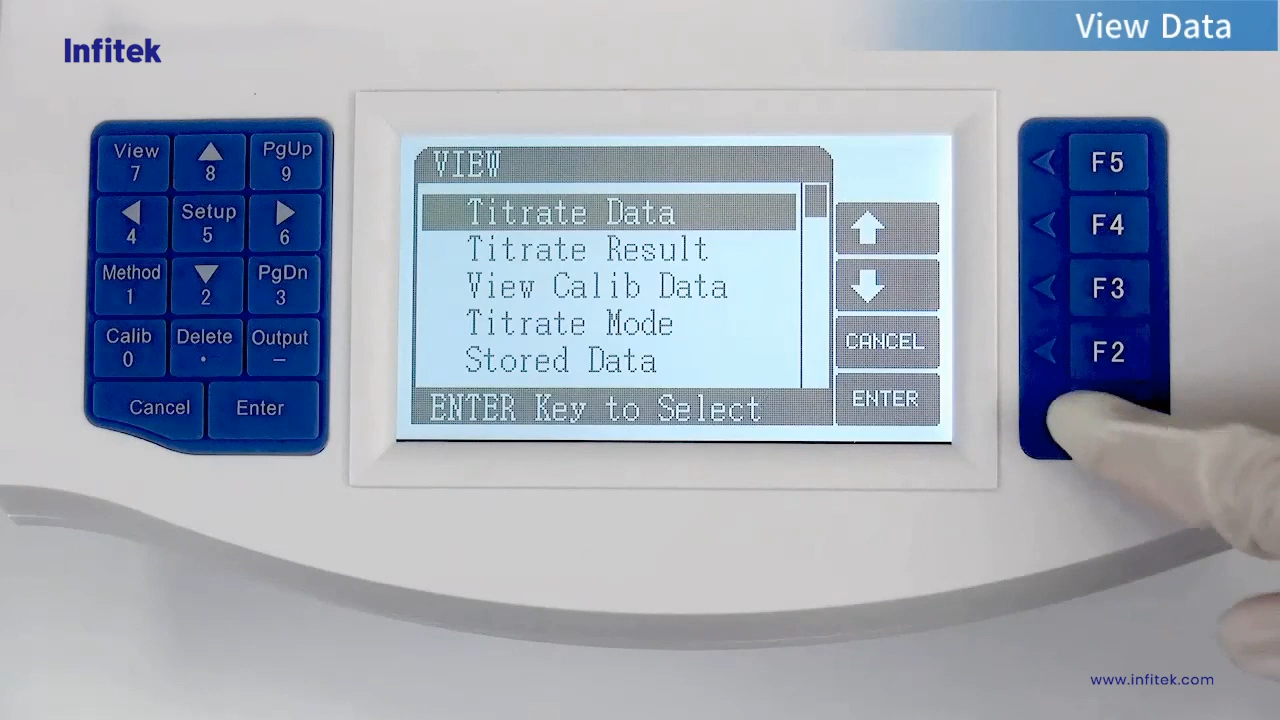 View Data
Infitek
View
7
▲
8
PgUp
9
◀
4
Setup
5
▶
6
Method
1
▼
2
PgDn
3
Calib
0
Delete
.
Output
–
Cancel
Enter
VIEW
Titrate Data
Titrate Result
View Calib Data
Titrate Mode
Stored Data
ENTER Key to Select
CANCEL
ENTER
F5
F4
F3
F2
www.infitek.com